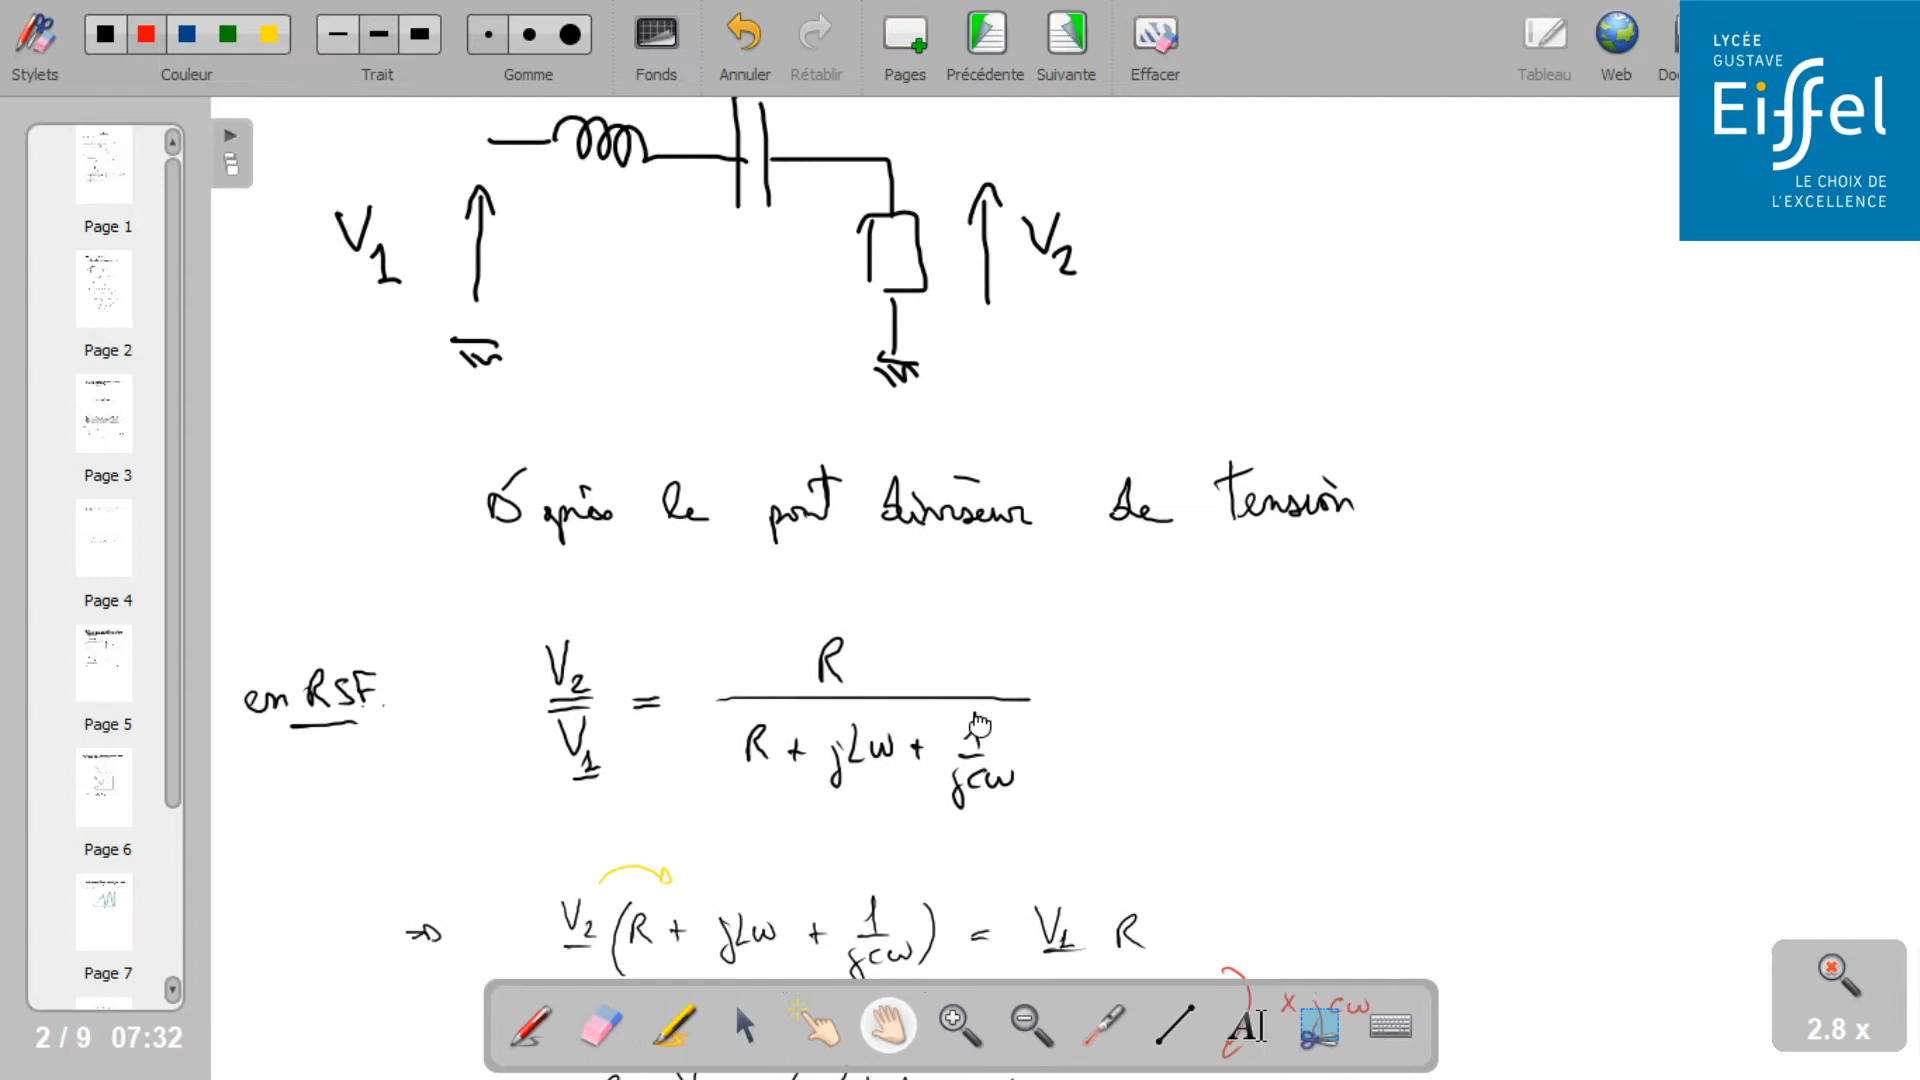 Stylets
Couleur
Trait
Gomme
Fonds
Annuler
Rétablir
Pages
Précédente
Suivante
Effacer
Tableau
Web
LYCÉE
GUSTAVE
Eiffel
LE CHOIX DE
L'EXCELLENCE
Page 1
Page 2
Page 3
Page 4
Page 5
Page 6
Page 7
2 / 9 07:32
V1
V2
D'après le pont diviseur de tension
en RSF.
V2/V1 = R/(R + jLω + 1/jCω)
⇒ V2 (R + jLω + 1/jCω) = V1 R
x jCω
2.8 x